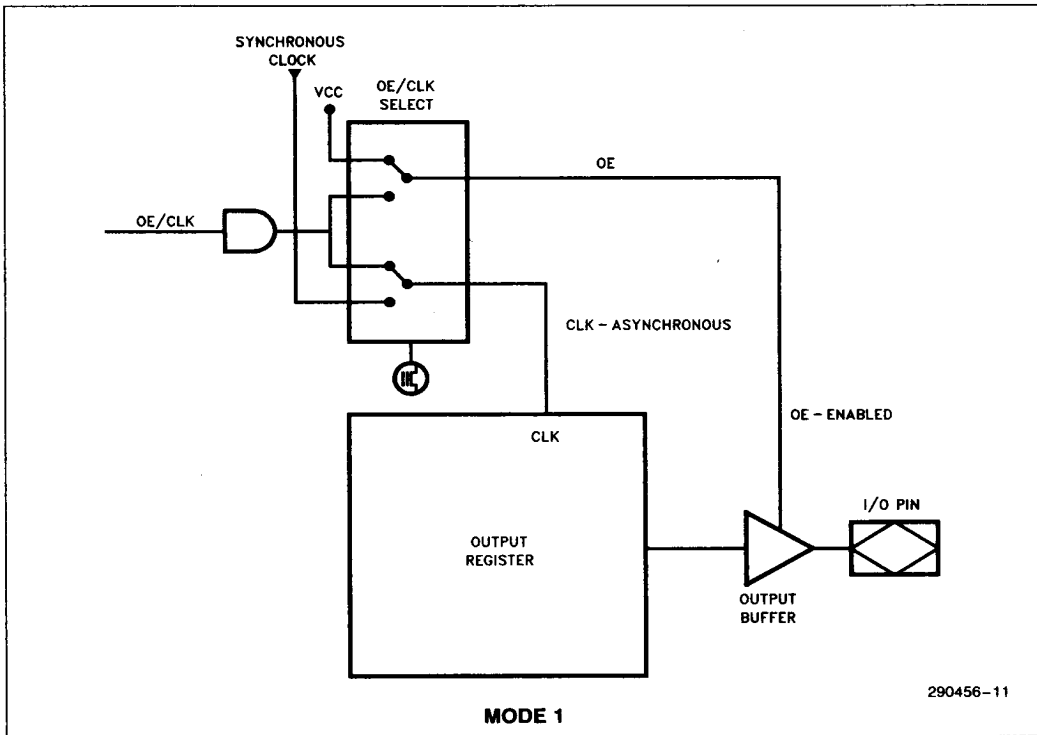 SYNCHRONOUS
CLOCK
VCC
OE/CLK
SELECT
OE
OE/CLK
CLK – ASYNCHRONOUS
OE – ENABLED
CLK
I/O PIN
OUTPUT
REGISTER
OUTPUT
BUFFER
290456–11
MODE 1